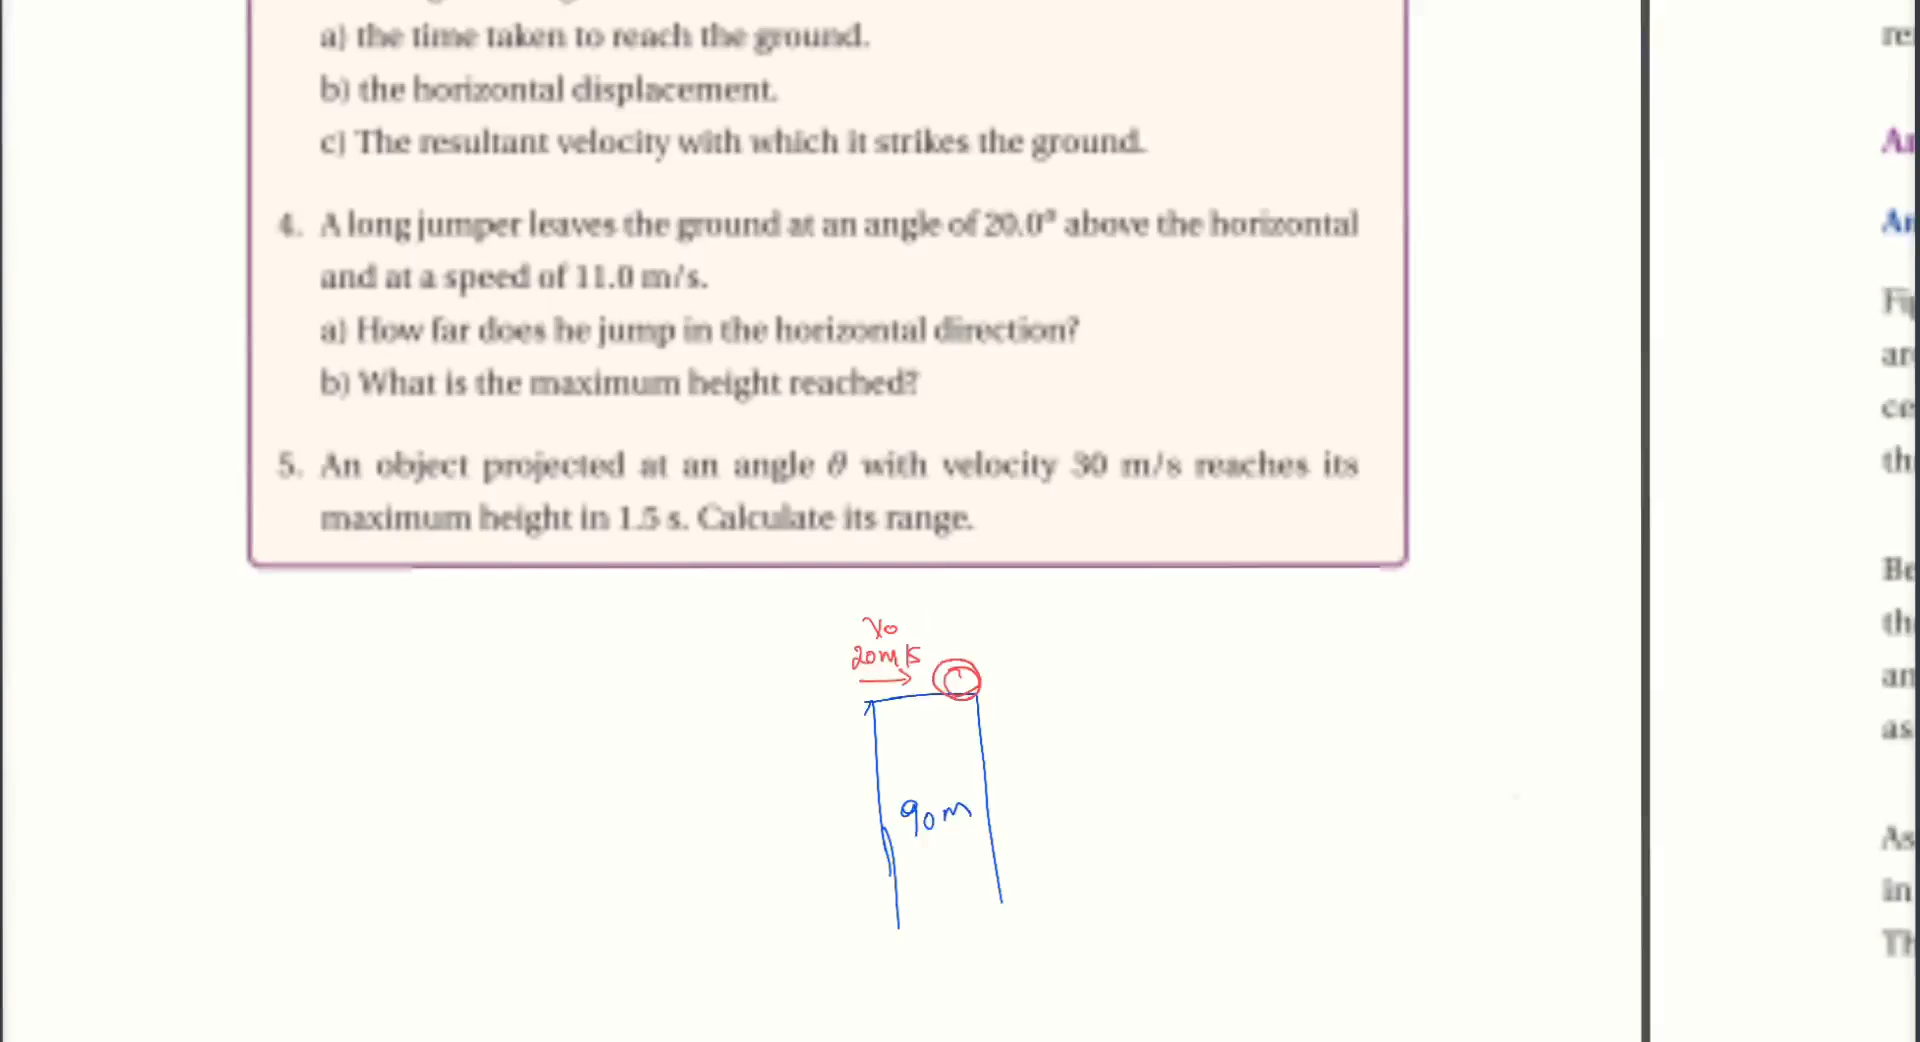 a) the time taken to reach the ground.
b) the horizontal displacement.
c) The resultant velocity with which it strikes the ground.
4. A long jumper leaves the ground at an angle of 20.0° above the horizontal
and at a speed of 11.0 m/s.
a) How far does he jump in the horizontal direction?
b) What is the maximum height reached?
5. An object projected at an angle θ with velocity 30 m/s reaches its
maximum height in 1.5 s. Calculate its range.
V₀
20m/s
90m